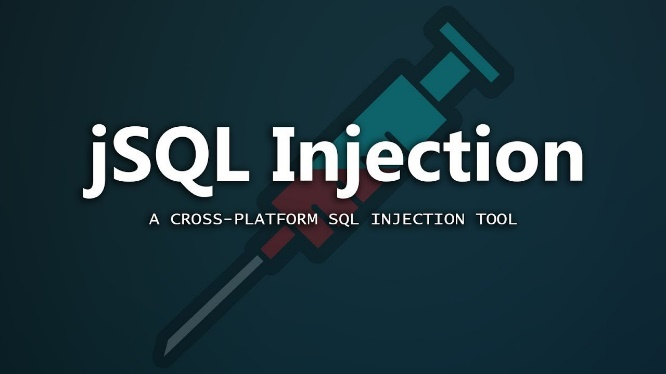 jSQL Injection
A CROSS-PLATFORM SQL INJECTION TOOL